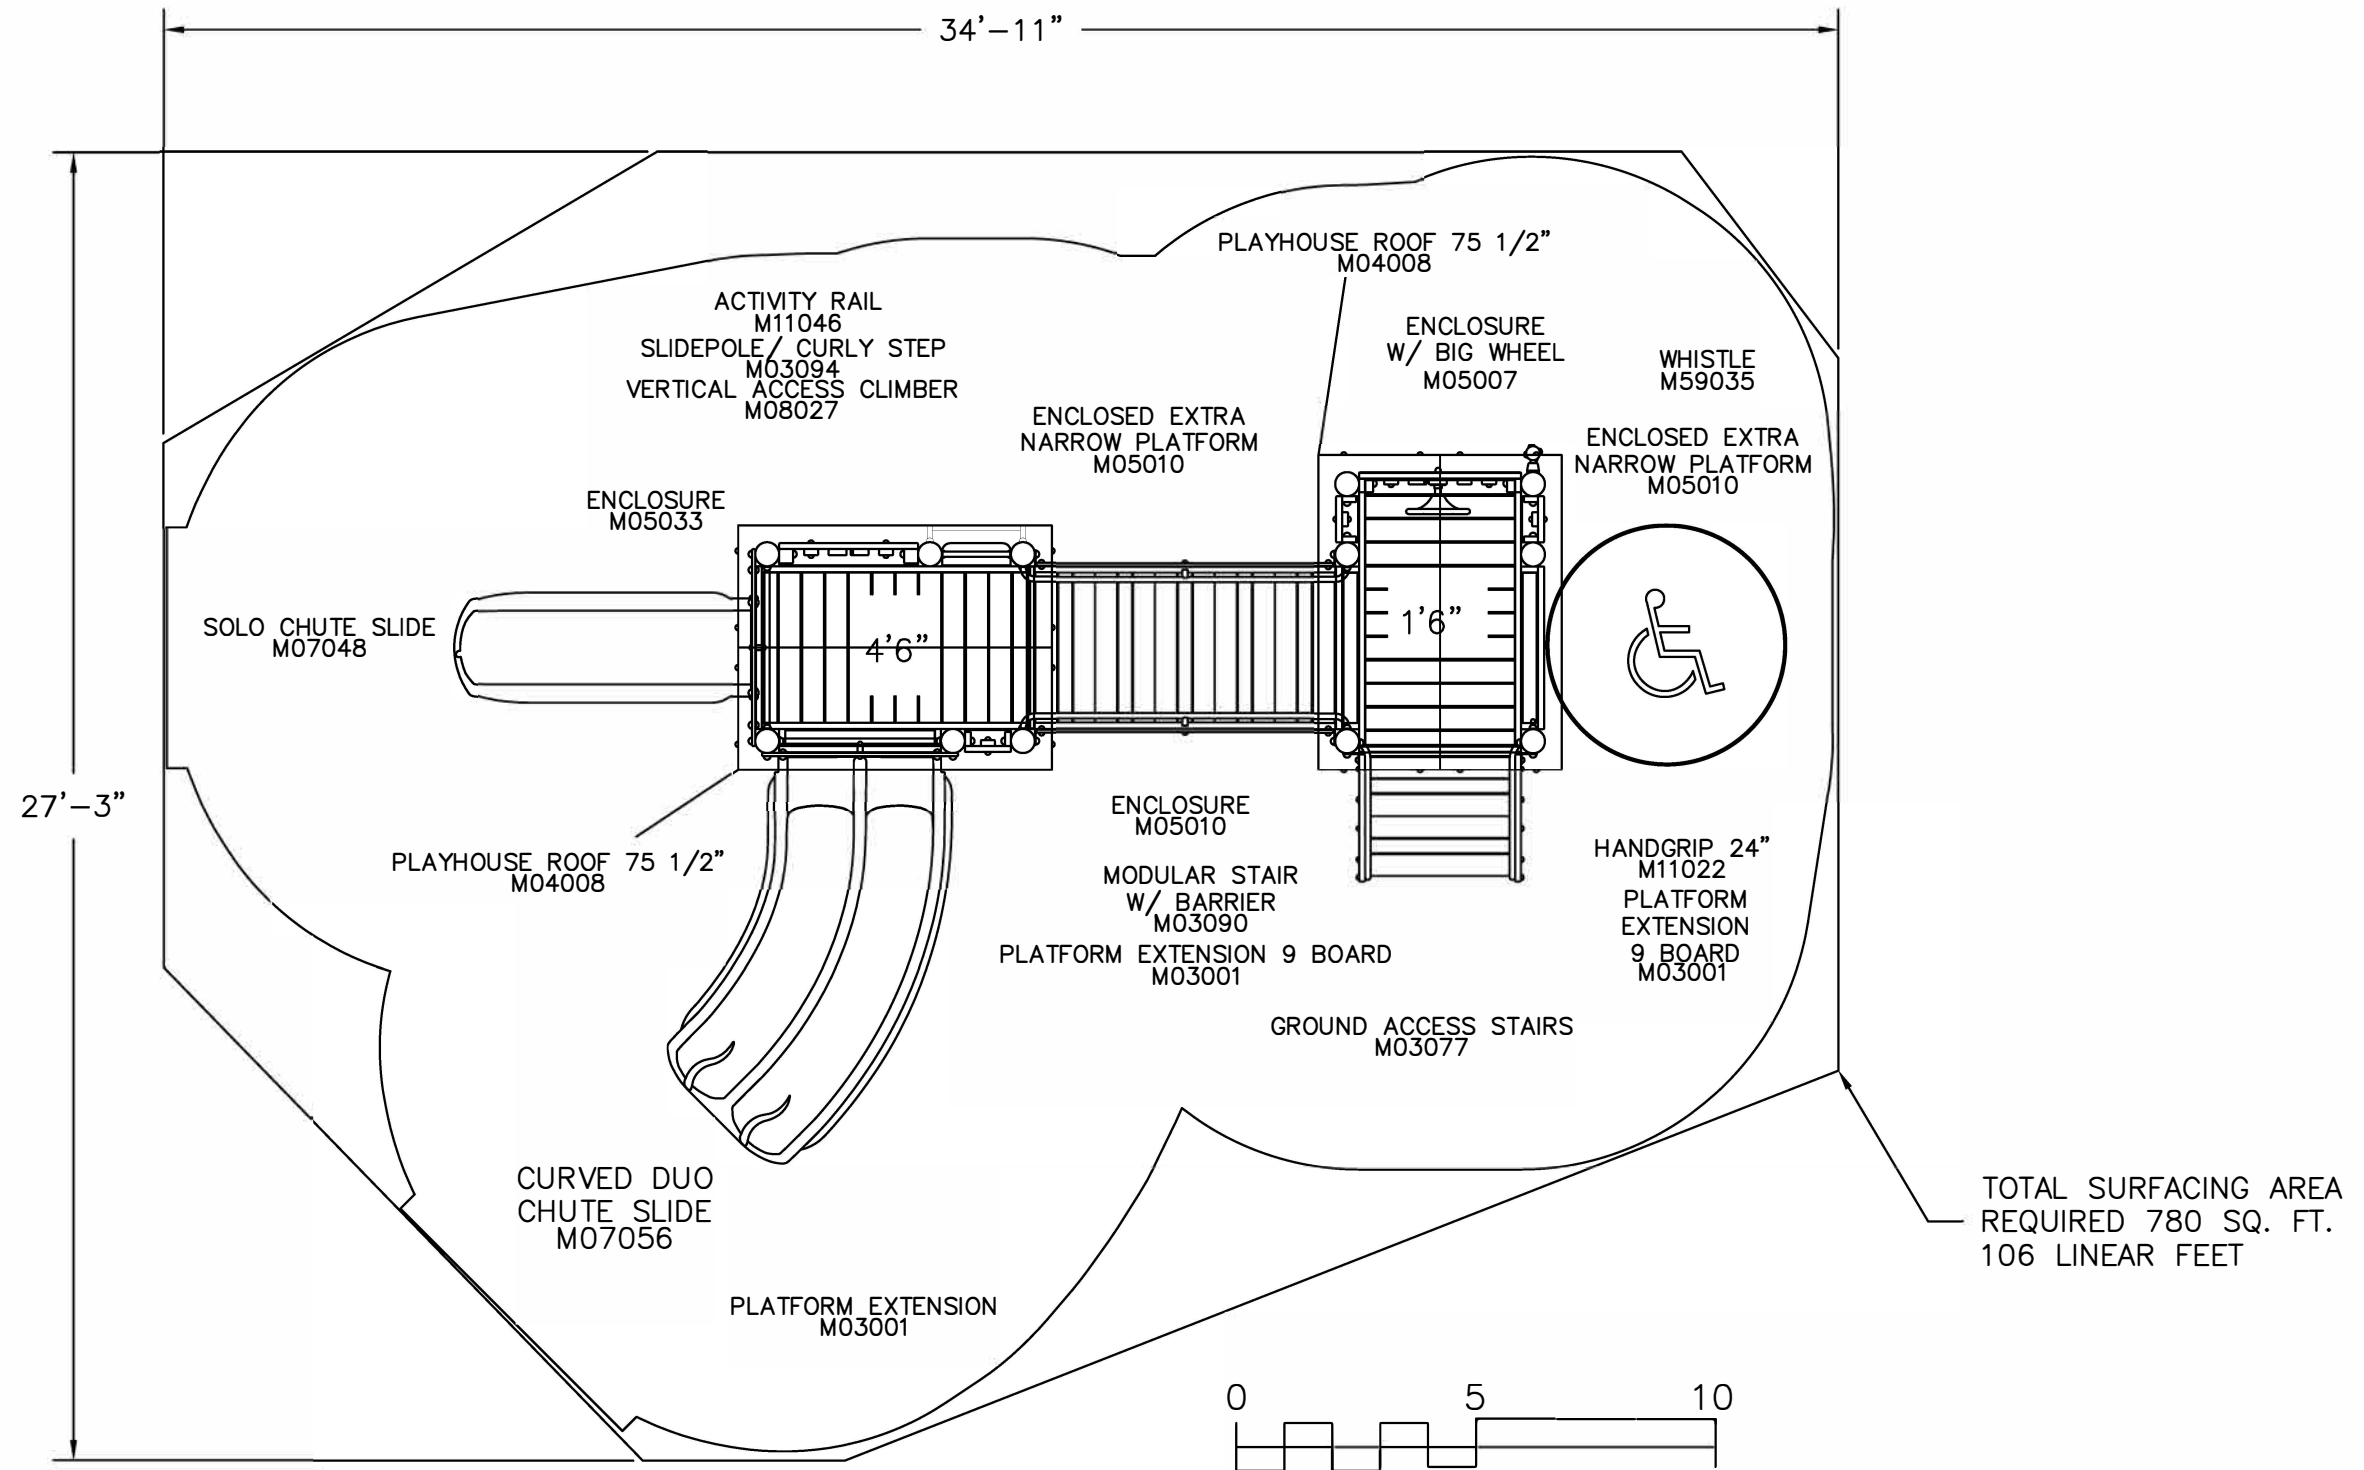 34'-11"
PLAYHOUSE ROOF 75 1/2"
M04008
ACTIVITY RAIL
M11046
SLIDEPOLE/ CURLY STEP
M03094
VERTICAL ACCESS CLIMBER
M08027
ENCLOSURE
W/ BIG WHEEL
M05007
WHISTLE
M59035
ENCLOSED EXTRA
NARROW PLATFORM
M05010
ENCLOSED EXTRA
NARROW PLATFORM
M05010
ENCLOSURE
M05033
SOLO CHUTE SLIDE
M07048
4'6"
1'6"
27'-3"
PLAYHOUSE ROOF 75 1/2"
M04008
ENCLOSURE
M05010
MODULAR STAIR
W/ BARRIER
M03090
PLATFORM EXTENSION 9 BOARD
M03001
HANDGRIP 24"
M11022
PLATFORM
EXTENSION
9 BOARD
M03001
GROUND ACCESS STAIRS
M03077
CURVED DUO
CHUTE SLIDE
M07056
PLATFORM EXTENSION
M03001
TOTAL SURFACING AREA
REQUIRED 780 SQ. FT.
106 LINEAR FEET
0 5 10